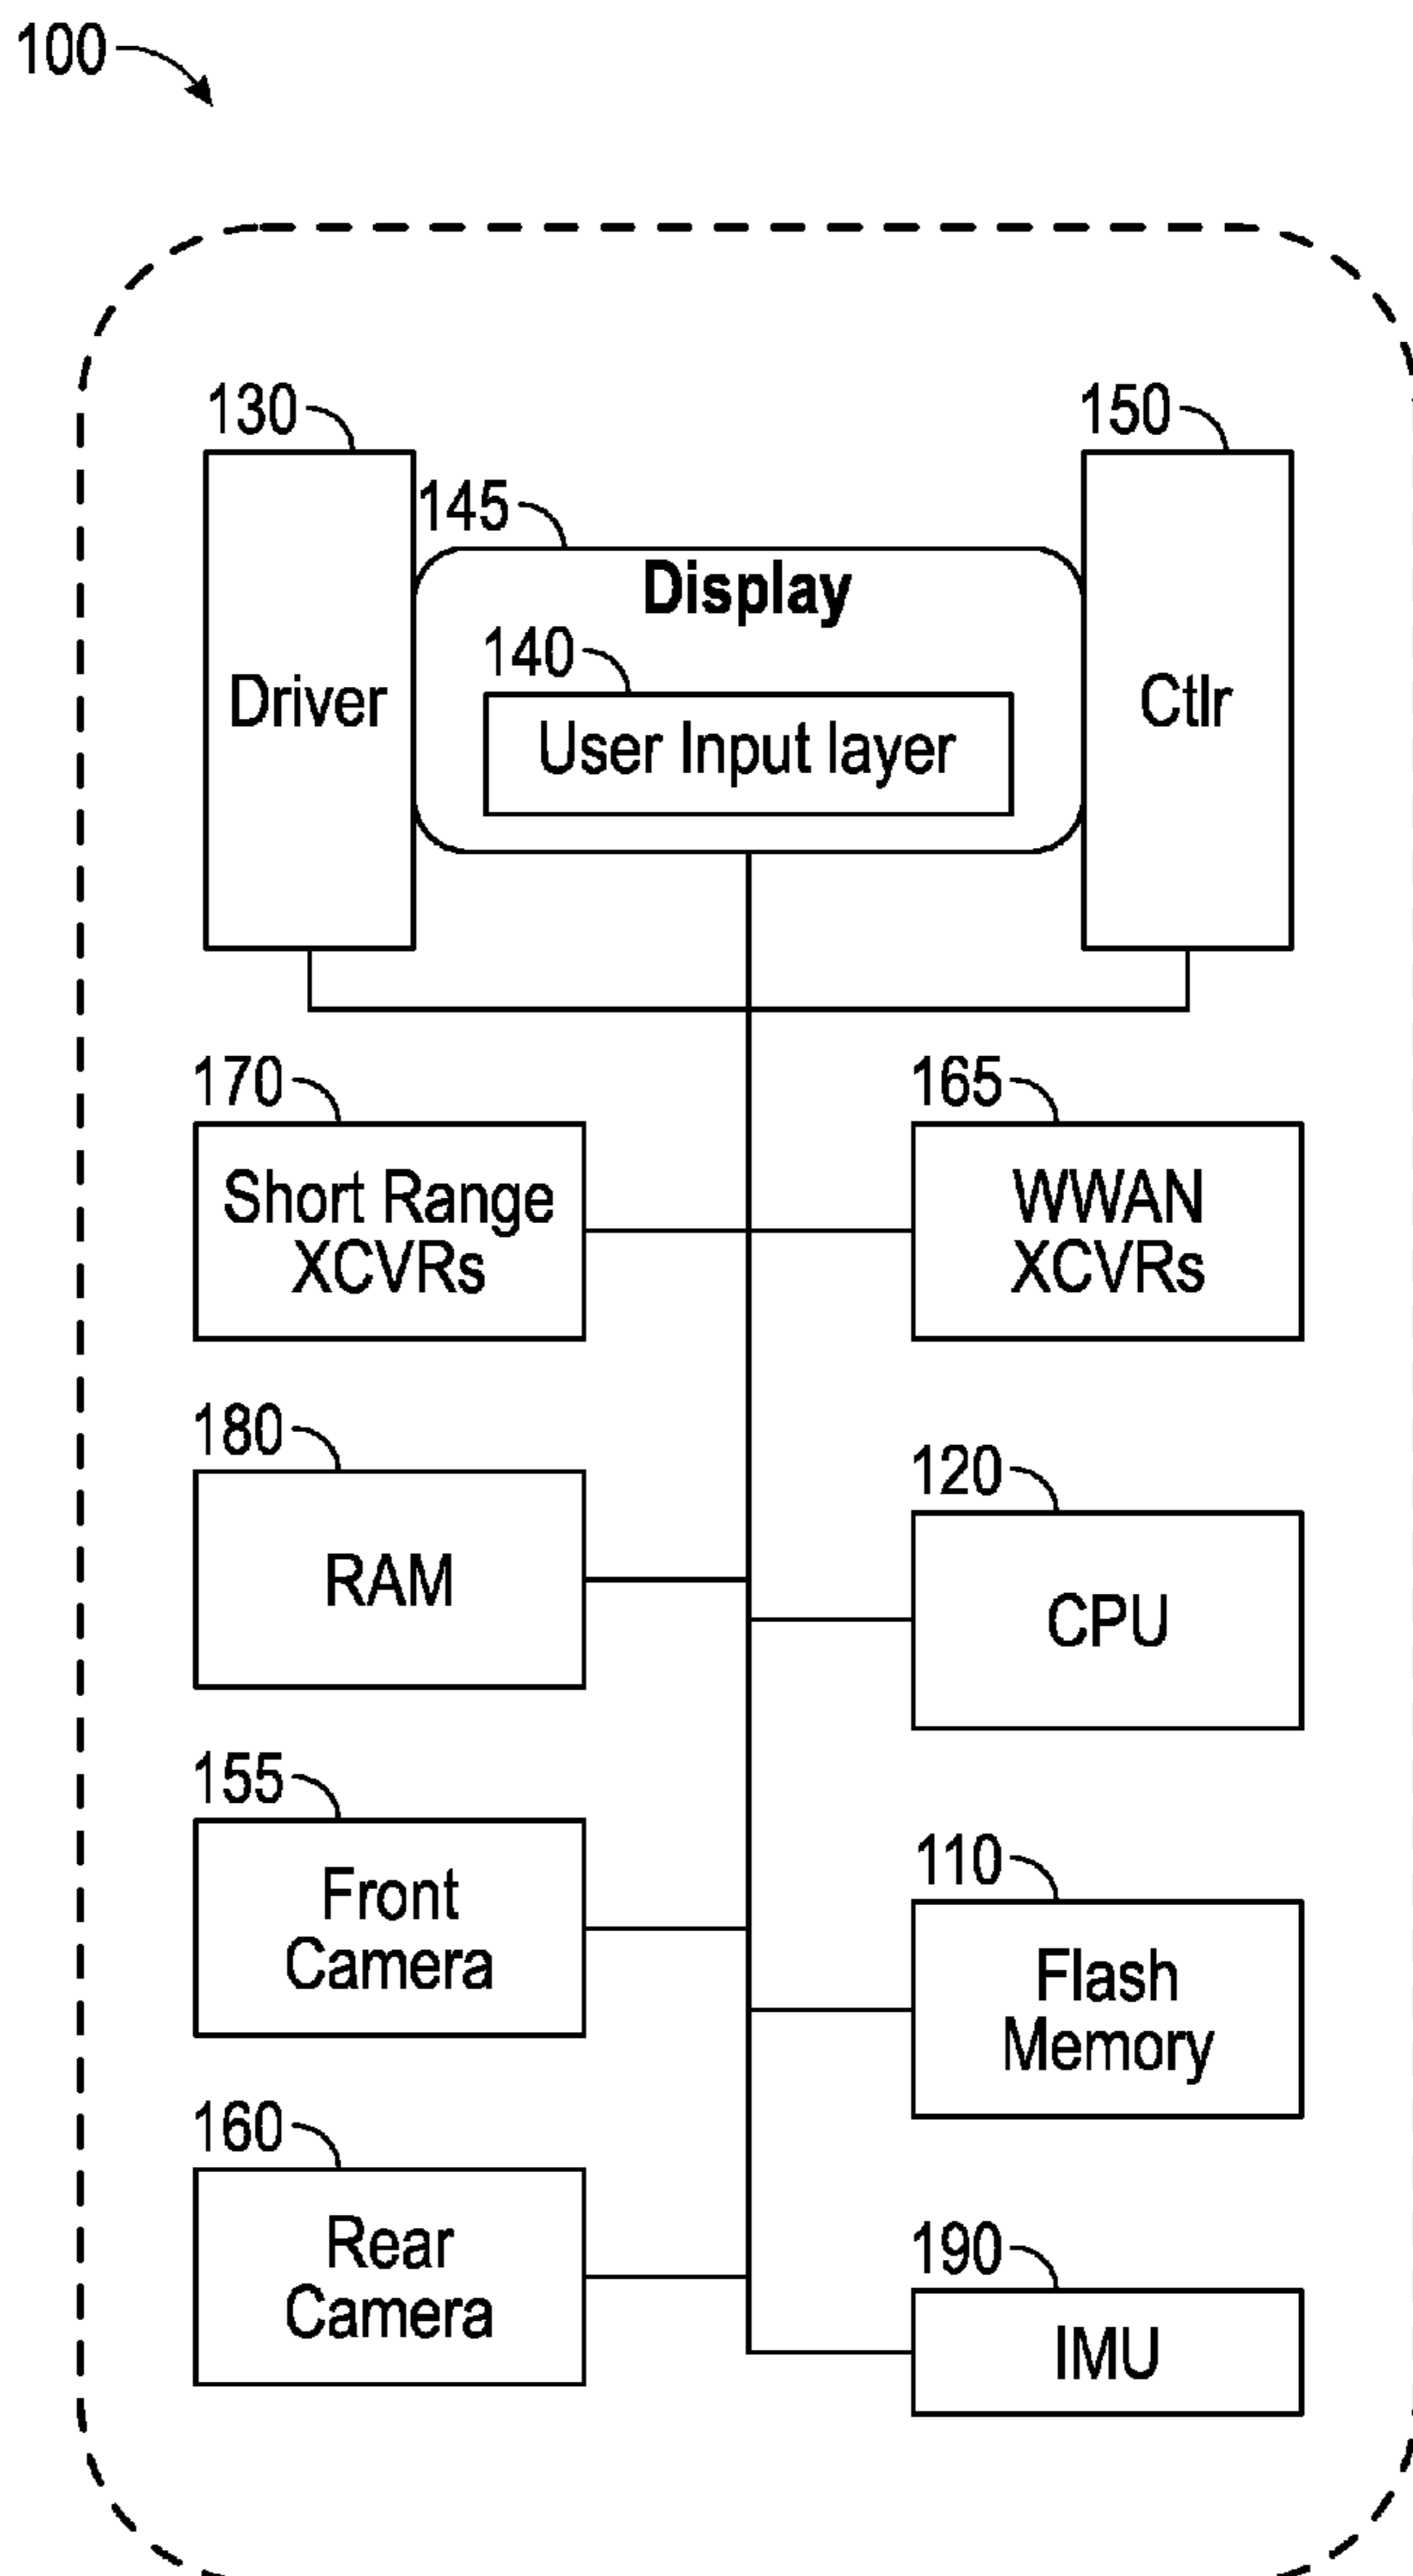 100
130
150
145
Display
140
Driver
User Input layer
Ctlr
170
165
Short Range
XCVRs
WWAN
XCVRs
180
120
RAM
CPU
155
110
Front
Camera
Flash
Memory
160
190
Rear
Camera
IMU